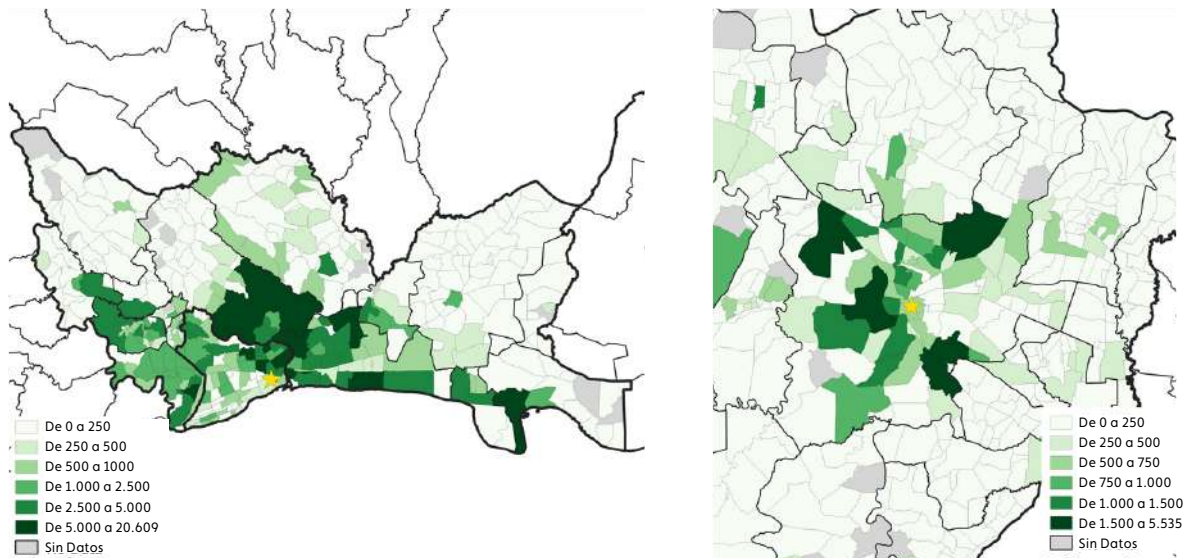 De 0 a 250
De 250 a 500
De 500 a 1000
De 1.000 a 2.500
De 2.500 a 5.000
De 5.000 a 20.609
Sin Datos
De 0 a 250
De 250 a 500
De 500 a 750
De 750 a 1.000
De 1.000 a 1.500
De 1.500 a 5.535
Sin Datos